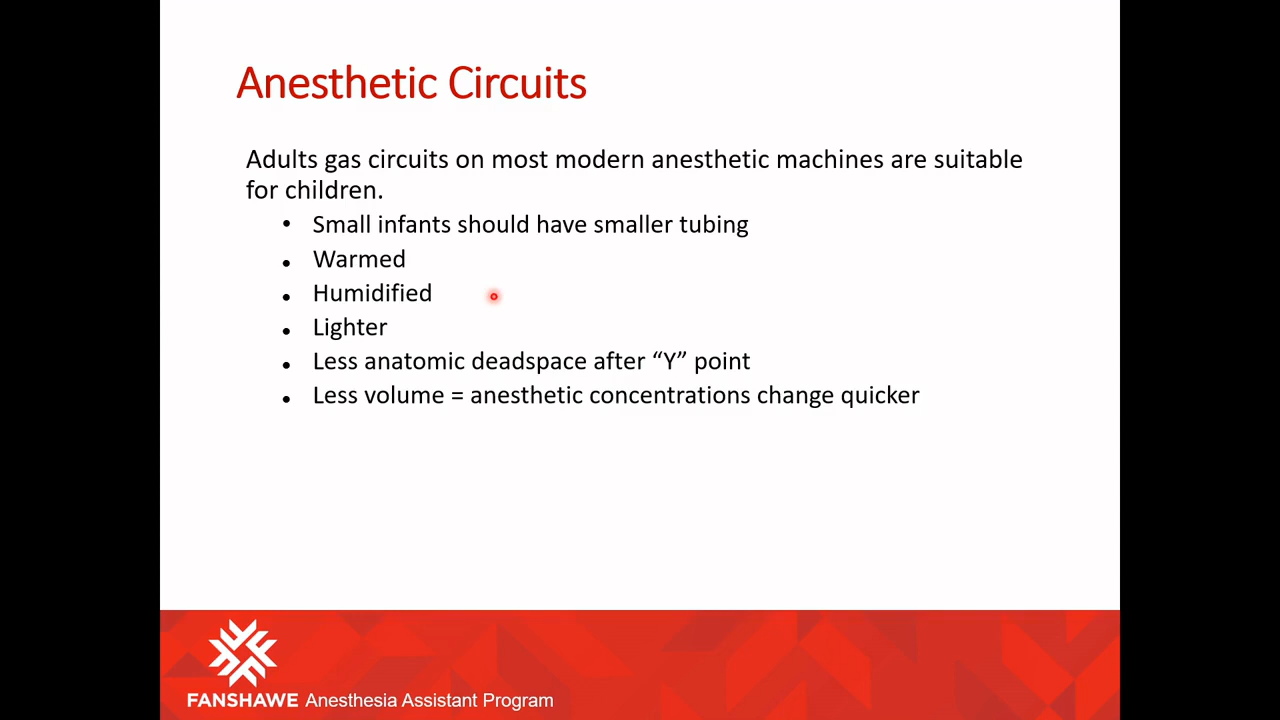 Anesthetic Circuits
Adults gas circuits on most modern anesthetic machines are suitable
for children.
• Small infants should have smaller tubing
• Warmed
• Humidified
• Lighter
• Less anatomic deadspace after “Y” point
• Less volume = anesthetic concentrations change quicker
FANSHAWE Anesthesia Assistant Program